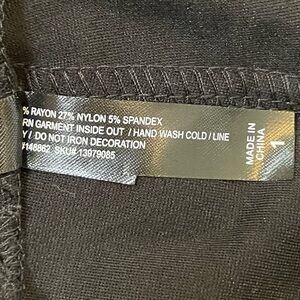 % RAYON 27% NYLON 5% SPANDEX
RN GARMENT INSIDE OUT / HAND WASH COLD / LINE
Y / DO NOT IRON DECORATION
#148862 SKU# 13979085
MADE IN
CHINA
1